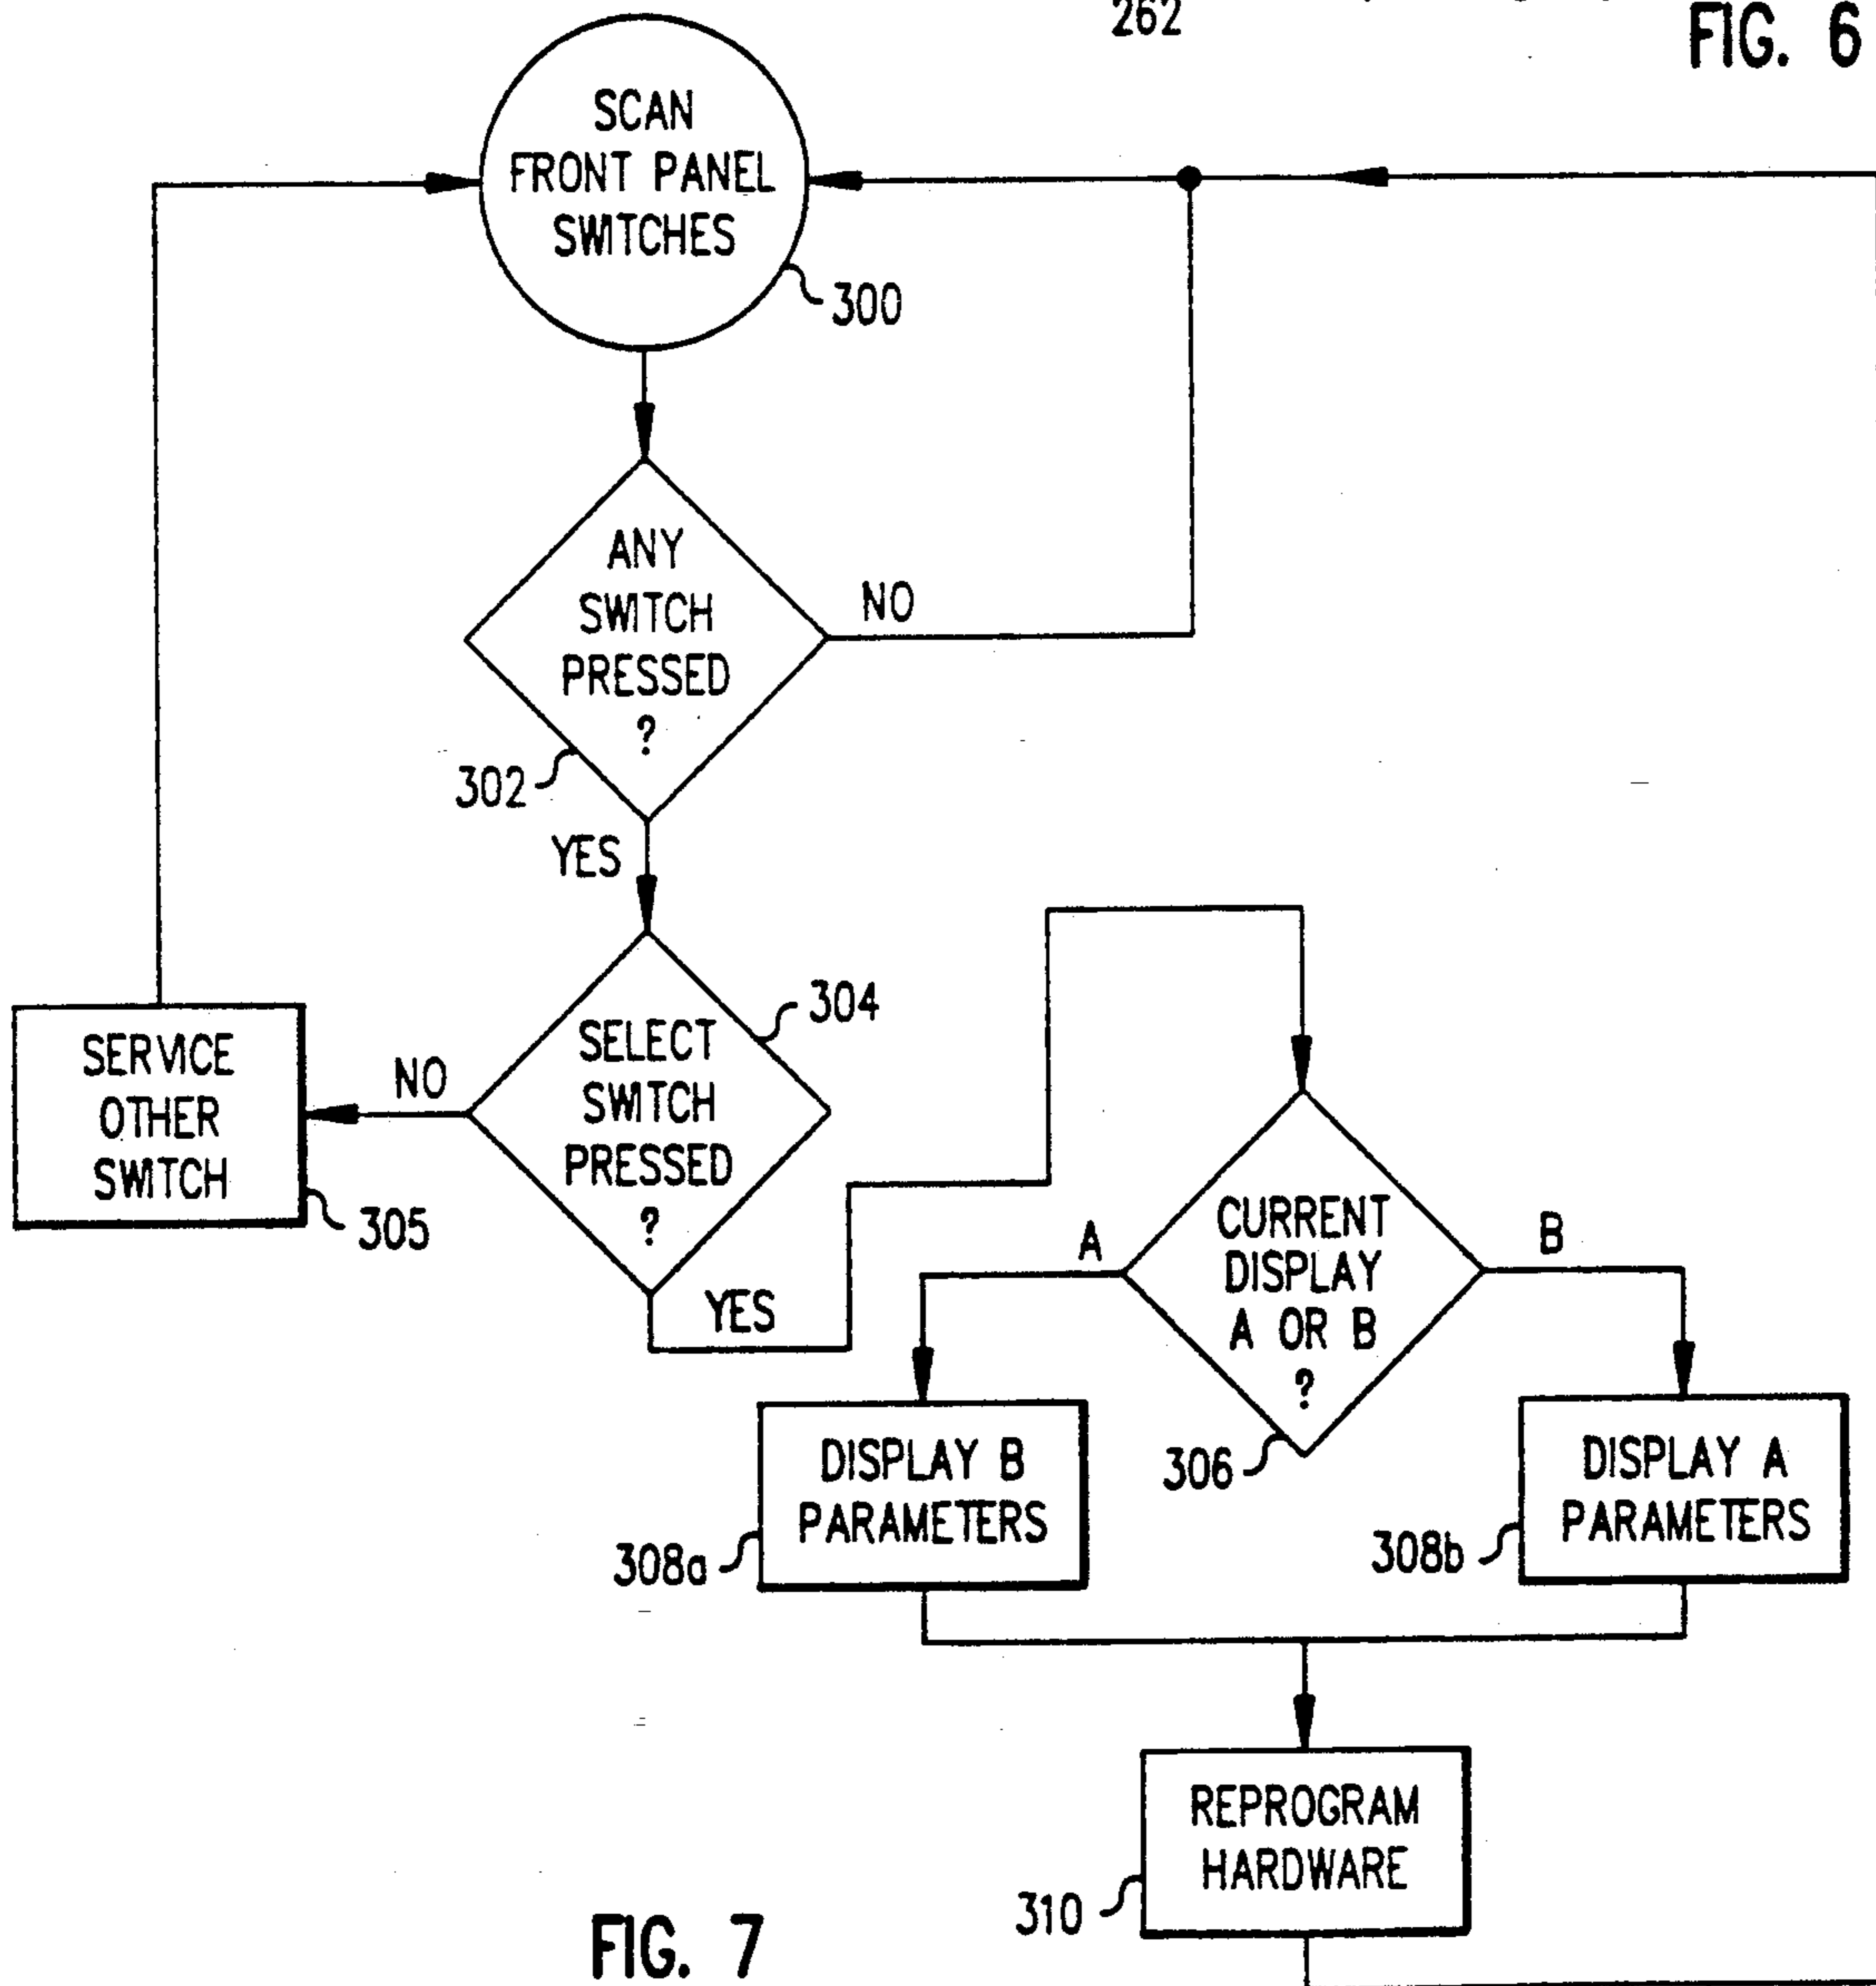 262
FIG. 6
SCAN
FRONT PANEL
SWITCHES
300
ANY
SWITCH
PRESSED
?
NO
302
YES
304
SELECT
SWITCH
PRESSED
?
NO
SERVICE
OTHER
SWITCH
305
YES
CURRENT
DISPLAY
A OR B
?
A
B
306
DISPLAY B
PARAMETERS
308a
DISPLAY A
PARAMETERS
308b
REPROGRAM
HARDWARE
310
FIG. 7